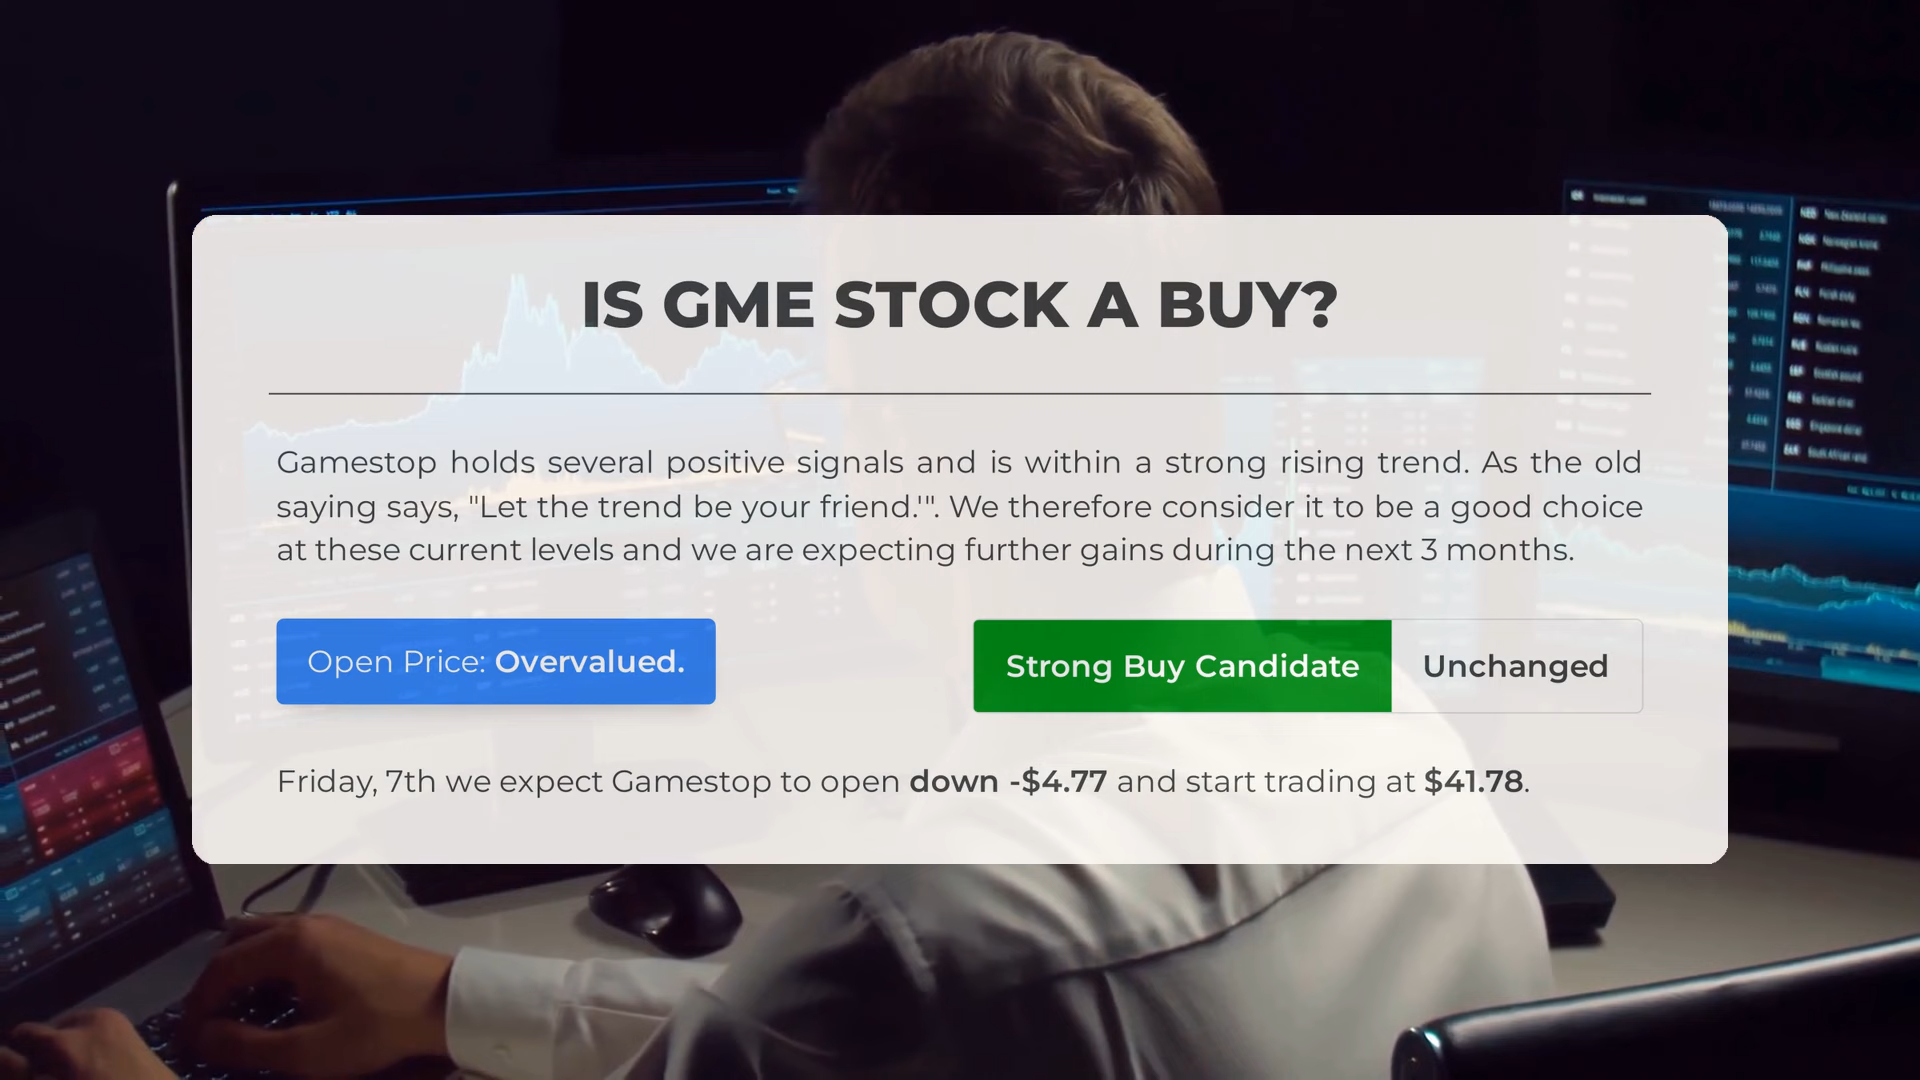 IS GME STOCK A BUY?
Gamestop holds several positive signals and is within a strong rising trend. As the old
saying says, "Let the trend be your friend.'". We therefore consider it to be a good choice
at these current levels and we are expecting further gains during the next 3 months.
Open Price: Overvalued.
Strong Buy Candidate Unchanged
Friday, 7th we expect Gamestop to open down -$4.77 and start trading at $41.78.